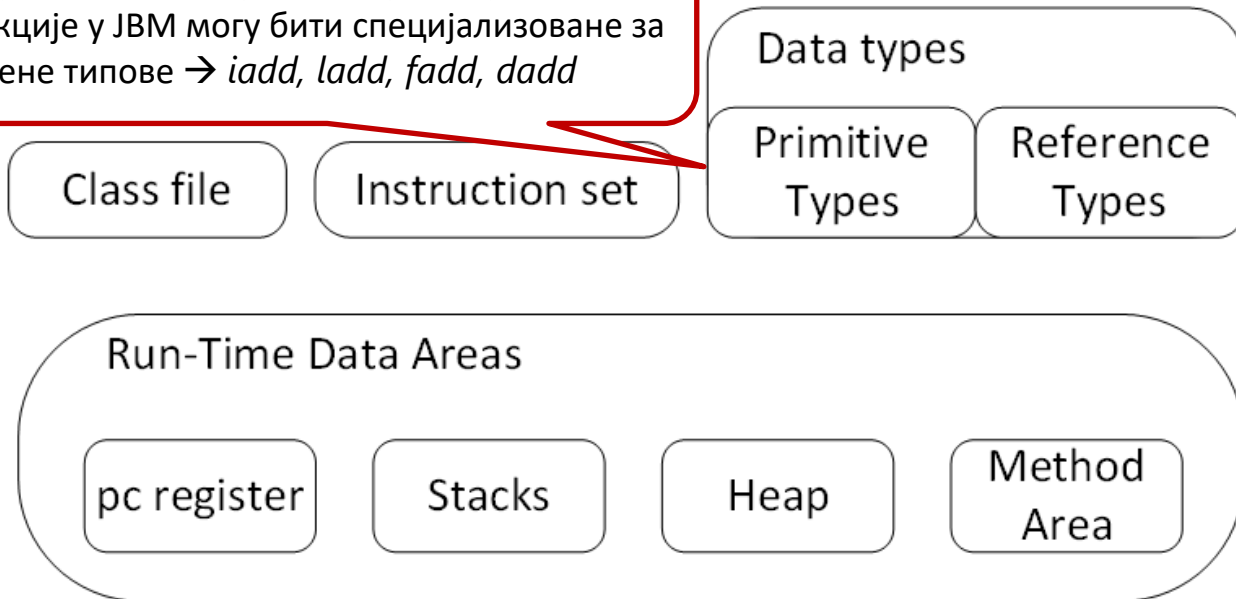 кције у ЈВМ могу бити специјализоване за
ене типове → iadd, ladd, fadd, dadd
Data types
Primitive
Types
Reference
Types
Class file
Instruction set
Run-Time Data Areas
pc register
Stacks
Heap
Method
Area